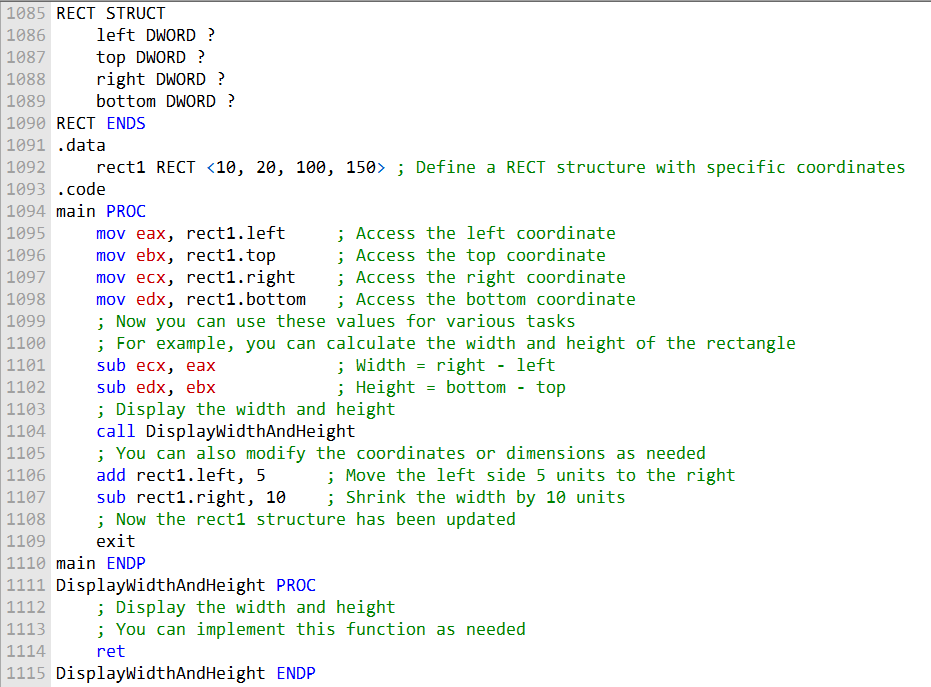 1085 RECT STRUCT
1086     left DWORD ?
1087     top DWORD ?
1088     right DWORD ?
1089     bottom DWORD ?
1090 RECT ENDS
1091 .data
1092     rect1 RECT <10, 20, 100, 150> ; Define a RECT structure with specific coordinates
1093 .code
1094 main PROC
1095     mov eax, rect1.left     ; Access the left coordinate
1096     mov ebx, rect1.top      ; Access the top coordinate
1097     mov ecx, rect1.right    ; Access the right coordinate
1098     mov edx, rect1.bottom   ; Access the bottom coordinate
1099     ; Now you can use these values for various tasks
1100     ; For example, you can calculate the width and height of the rectangle
1101     sub ecx, eax            ; Width = right - left
1102     sub edx, ebx            ; Height = bottom - top
1103     ; Display the width and height
1104     call DisplayWidthAndHeight
1105     ; You can also modify the coordinates or dimensions as needed
1106     add rect1.left, 5      ; Move the left side 5 units to the right
1107     sub rect1.right, 10    ; Shrink the width by 10 units
1108     ; Now the rect1 structure has been updated
1109     exit
1110 main ENDP
1111 DisplayWidthAndHeight PROC
1112     ; Display the width and height
1113     ; You can implement this function as needed
1114     ret
1115 DisplayWidthAndHeight ENDP